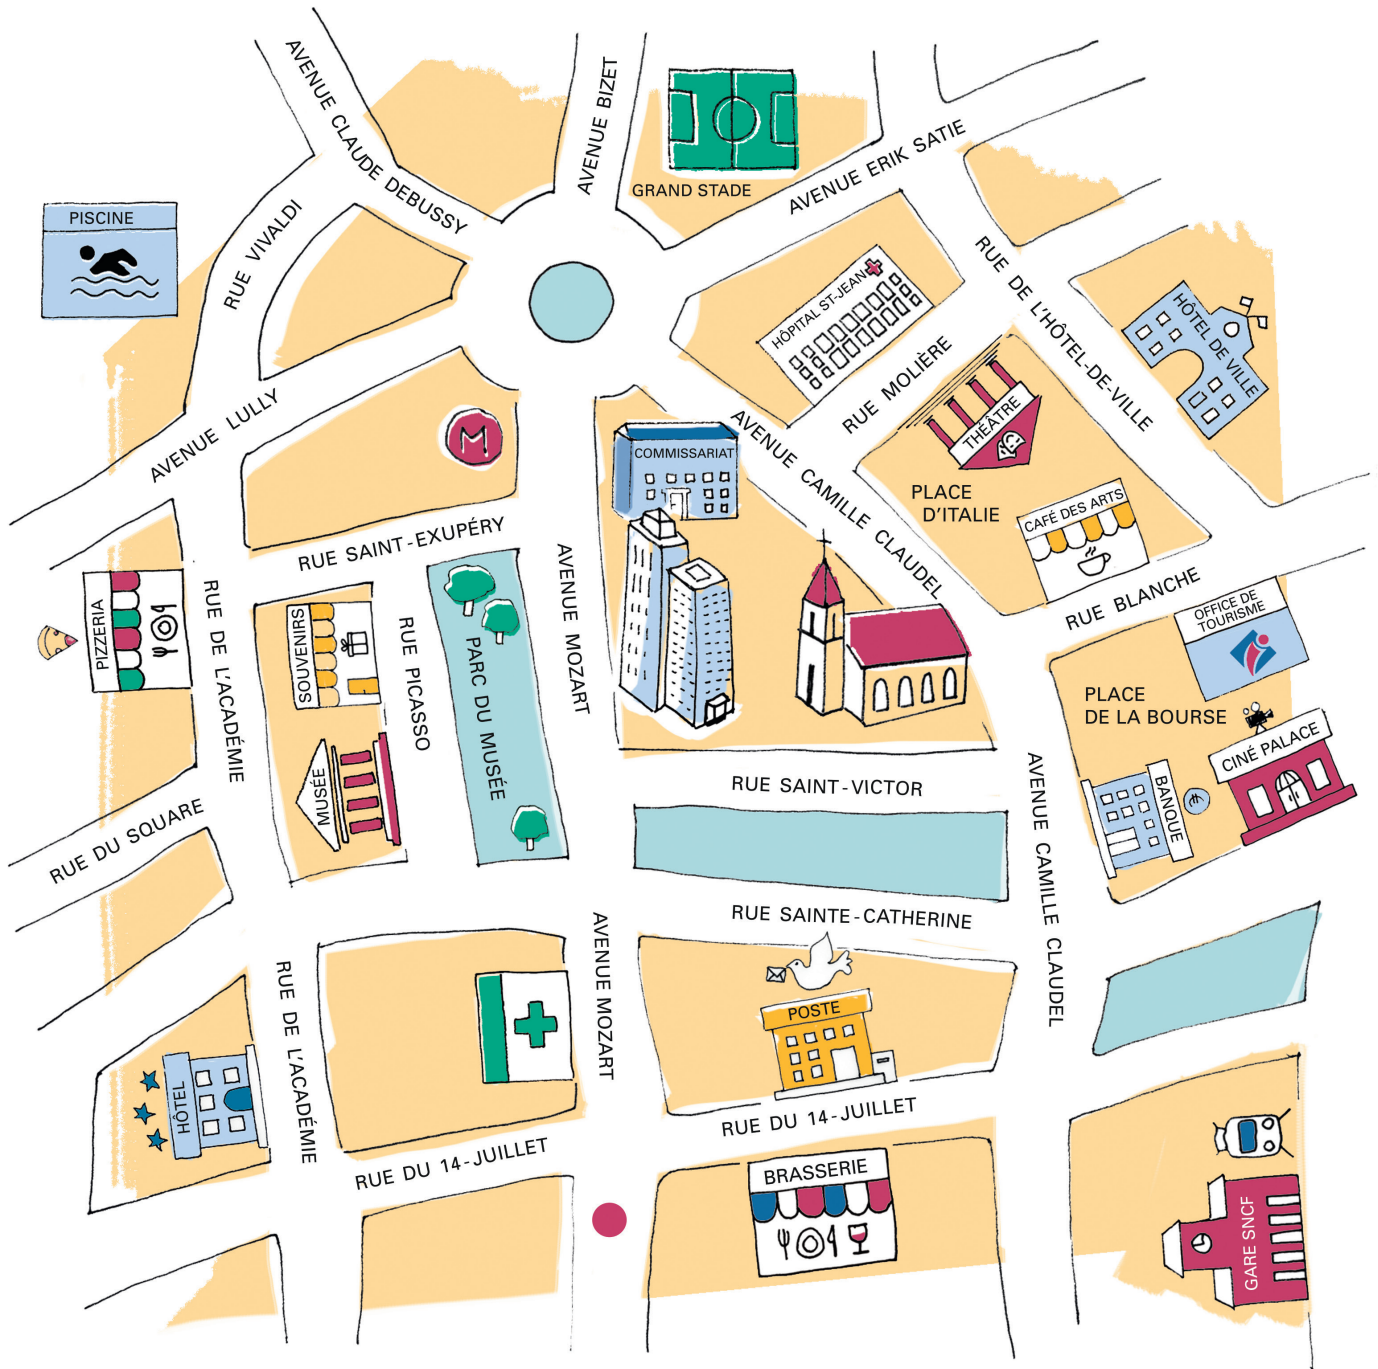 AVENUE CLAUDE DEBUSSY
AVENUE BIZET
GRAND STADE
AVENUE ERIK SATIE
PISCINE
RUE VIVALDI
HÔPITAL ST-JEAN
RUE DE L'HÔTEL-DE-VILLE
HÔTEL DE VILLE
RUE MOLIÈRE
THÉÂTRE
AVENUE LULLY
M
COMMISSARIAT
AVENUE CAMILLE CLAUDEL
PLACE
D'ITALIE
CAFÉ DES ARTS
RUE SAINT-EXUPÉRY
AVENUE MOZART
RUE BLANCHE
OFFICE DE
TOURISME
PIZZERIA
RUE DE L'ACADÉMIE
SOUVENIRS
RUE PICASSO
PARC DU MUSÉE
PLACE
DE LA BOURSE
CINÉ PALACE
MUSÉE
RUE SAINT-VICTOR
AVENUE CAMILLE CLAUDEL
BANQUE
€
RUE DU SQUARE
RUE SAINTE-CATHERINE
AVENUE MOZART
RUE DE L'ACADÉMIE
POSTE
HÔTEL
RUE DU 14-JUILLET
RUE DU 14-JUILLET
BRASSERIE
GARE SNCF